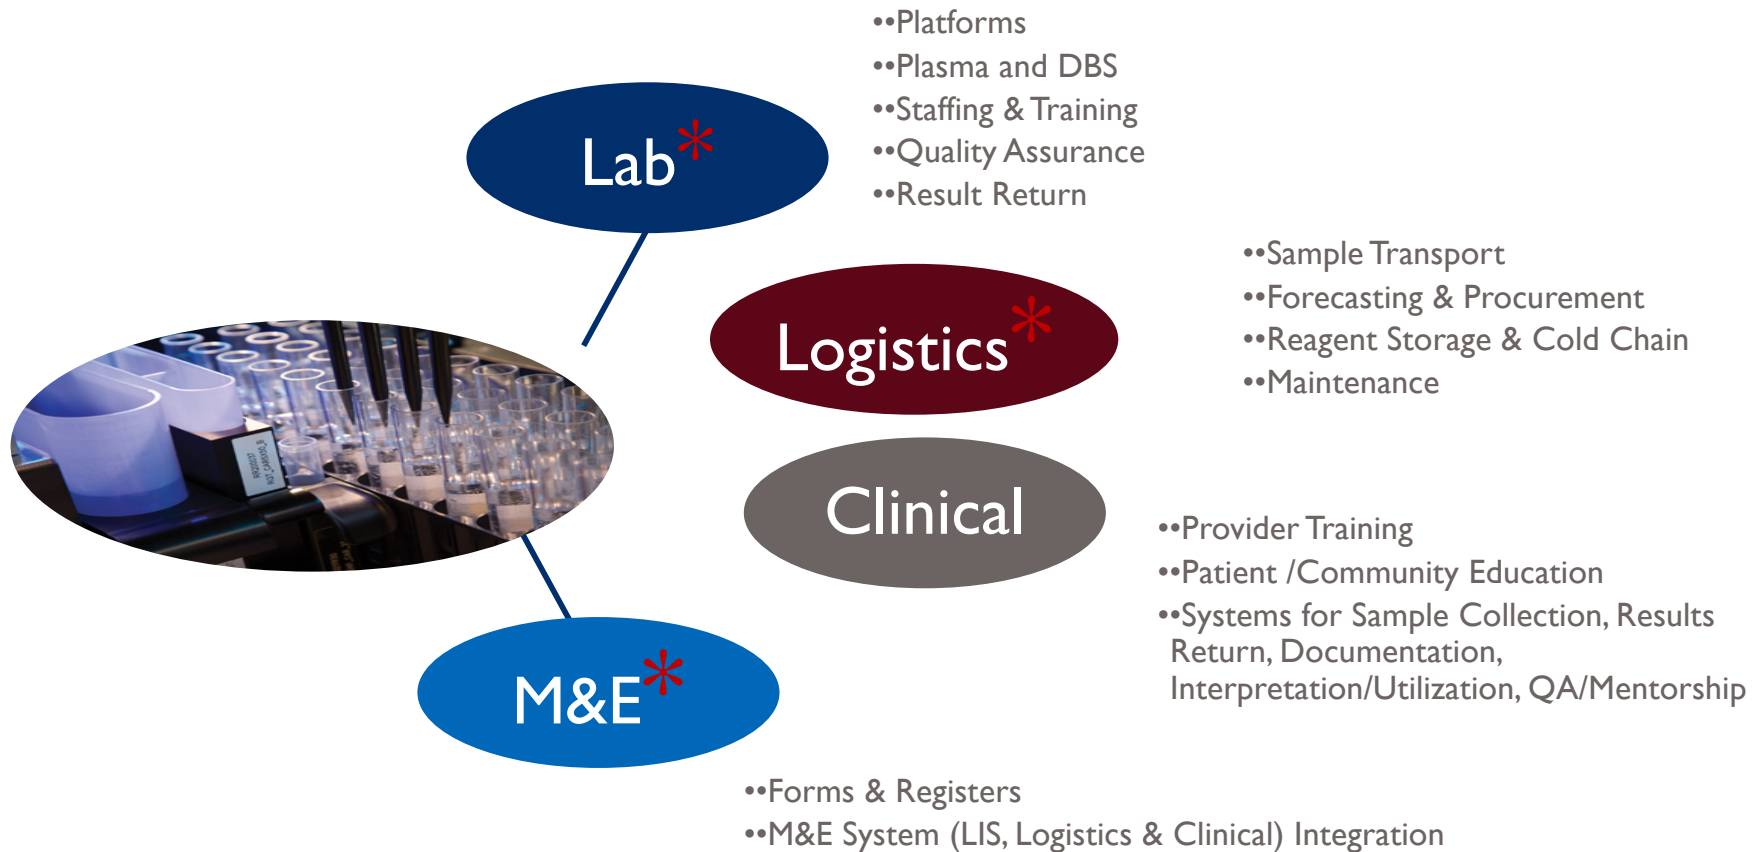 ••Platforms
••Plasma and DBS
••Staffing & Training
••Quality Assurance
••Result Return
Lab*
••Sample Transport
••Forecasting & Procurement
••Reagent Storage & Cold Chain
••Maintenance
Logistics*
Clinical
••Provider Training
••Patient /Community Education
••Systems for Sample Collection, Results
Return, Documentation,
Interpretation/Utilization, QA/Mentorship
M&E*
••Forms & Registers
••M&E System (LIS, Logistics & Clinical) Integration